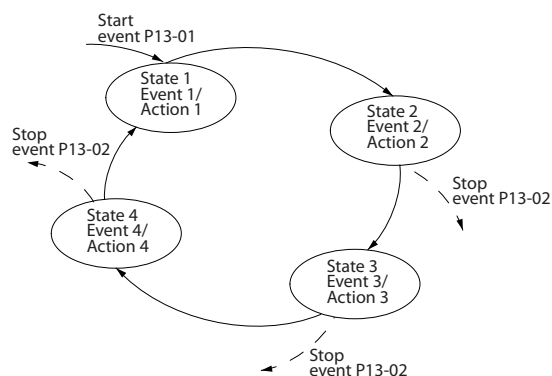 Start
event P13-01
State 1
Event 1/
Action 1
State 2
Event 2/
Action 2
Stop
event P13-02
Stop
event P13-02
State 4
Event 4/
Action 4
State 3
Event 3/
Action 3
Stop
event P13-02